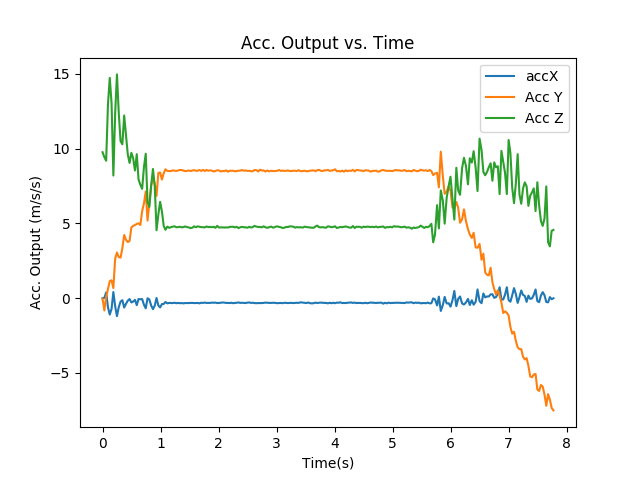 Acc. Output vs. Time
accX
Acc Y
Acc Z
Acc. Output (m/s/s)
15
10
5
0
−5
0 1 2 3 4 5 6 7 8
Time(s)